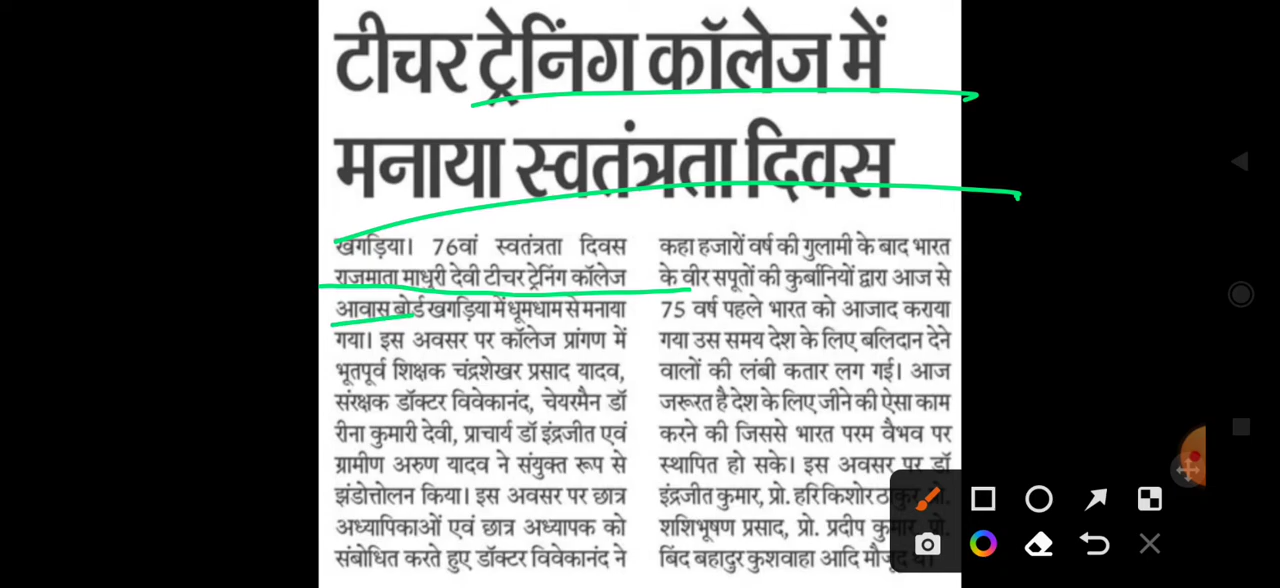 टीचर ट्रेनिंग कॉलेज में
मनाया स्वतंत्रता दिवस
खगड़िया। 76वां स्वतंत्रता दिवस
राजमाता माधुरी देवी टीचर ट्रेनिंग कॉलेज
आवास बोर्ड खगड़िया में धूमधाम से मनाया
गया। इस अवसर पर कॉलेज प्रांगण में
भूतपूर्व शिक्षक चंद्रशेखर प्रसाद यादव,
संरक्षक डॉक्टर विवेकानंद, चेयरमैन डॉ
रीना कुमारी देवी, प्राचार्य डॉ इंद्रजीत एवं
ग्रामीण अरुण यादव ने संयुक्त रूप से
झंडोत्तोलन किया। इस अवसर पर छात्र
अध्यापिकाओं एवं छात्र अध्यापक को
संबोधित करते हुए डॉक्टर विवेकानंद ने
कहा हजारों वर्ष की गुलामी के बाद भारत
के वीर सपूतों की कुर्बानियों द्वारा आज से
75 वर्ष पहले भारत को आजाद कराया
गया उस समय देश के लिए बलिदान देने
वालों की लंबी कतार लग गई। आज
जरूरत है देश के लिए जीने की ऐसा काम
करने की जिससे भारत परम वैभव पर
स्थापित हो सके। इस अवसर पर डॉ
इंद्रजीत कुमार, प्रो. हरि किशोर ठाकुर, प्रो.
शशिभूषण प्रसाद, प्रो. प्रदीप कुमार, प्रो.
बिंद बहादुर कुशवाहा आदि मौजूद थे।